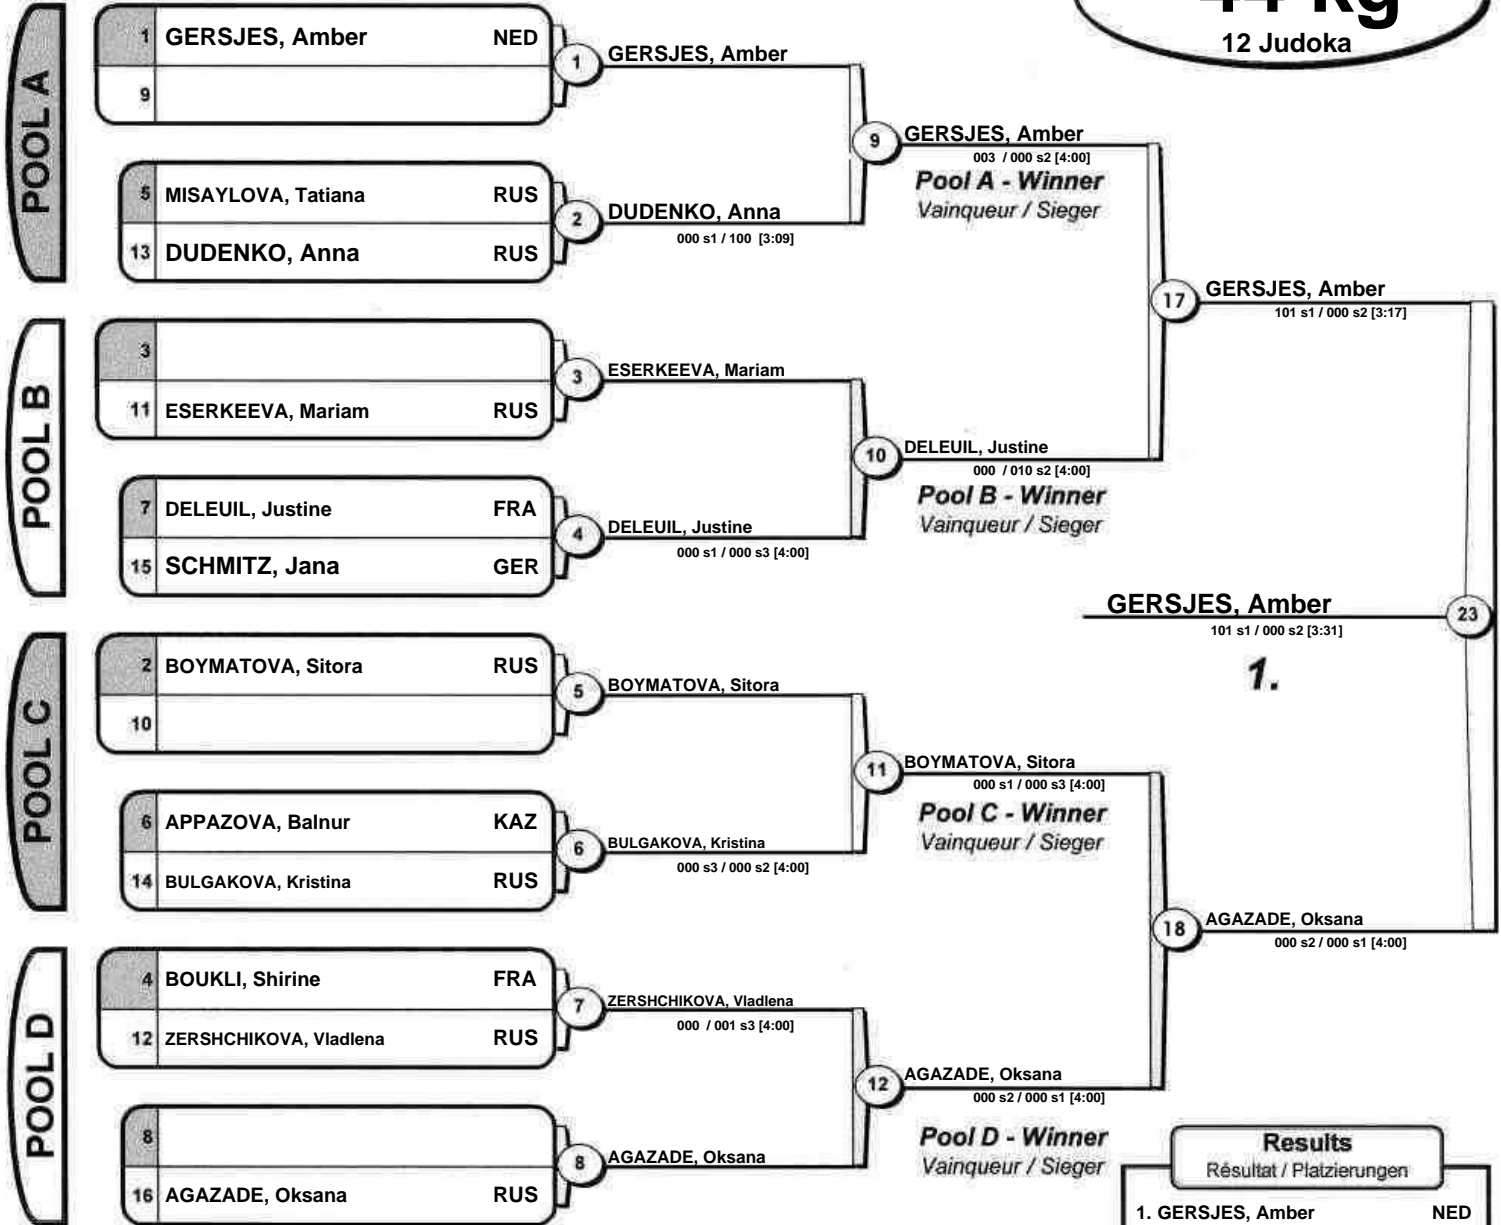 44 kg
12 Judoka
POOL A
1 GERSJES, Amber NED
9
5 MISAYLOVA, Tatiana RUS
13 DUDENKO, Anna RUS
1
GERSJES, Amber
2
DUDENKO, Anna
000 s1 / 100 [3:09]
9
GERSJES, Amber
003 / 000 s2 [4:00]
Pool A - Winner
Vainqueur / Sieger
POOL B
3
11 ESERKEEVA, Mariam RUS
7 DELEUIL, Justine FRA
15 SCHMITZ, Jana GER
3
ESERKEEVA, Mariam
4
DELEUIL, Justine
000 s1 / 000 s3 [4:00]
10
DELEUIL, Justine
000 / 010 s2 [4:00]
Pool B - Winner
Vainqueur / Sieger
17
GERSJES, Amber
101 s1 / 000 s2 [3:17]
GERSJES, Amber
23
101 s1 / 000 s2 [3:31]
1.
POOL C
2 BOYMATOVA, Sitora RUS
10
6 APPAZOVA, Balnur KAZ
14 BULGAKOVA, Kristina RUS
5
BOYMATOVA, Sitora
6
BULGAKOVA, Kristina
000 s3 / 000 s2 [4:00]
11
BOYMATOVA, Sitora
000 s1 / 000 s3 [4:00]
Pool C - Winner
Vainqueur / Sieger
18
AGAZADE, Oksana
000 s2 / 000 s1 [4:00]
POOL D
4 BOUKLI, Shirine FRA
12 ZERSHCHIKOVA, Vladlena RUS
8
16 AGAZADE, Oksana RUS
7
ZERSHCHIKOVA, Vladlena
000 / 001 s3 [4:00]
8
AGAZADE, Oksana
12
AGAZADE, Oksana
000 s2 / 000 s1 [4:00]
Pool D - Winner
Vainqueur / Sieger
Results
Résultat / Platzierungen
1. GERSJES, Amber NED